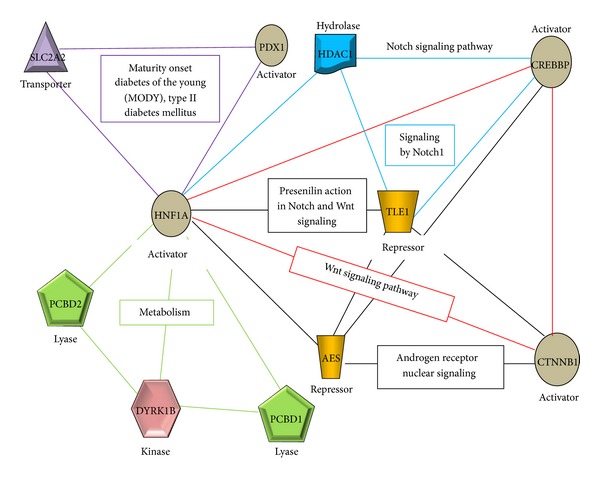 Hydrolase
Activator
SLC2A2
PDX1
HDAC1
Notch signaling pathway
CREBBP
Transporter
Activator
Maturity onset
diabetes of the young
(MODY), type II
diabetes mellitus
Signaling
by Notch1
Presenilin action
in Notch and Wnt
signaling
HNF1A
TLE1
Activator
Repressor
Wnt signaling pathway
PCBD2
Metabolism
Lyase
AES
Androgen receptor
nuclear signaling
CTNNB1
Repressor
Activator
DYRK1B
PCBD1
Kinase
Lyase